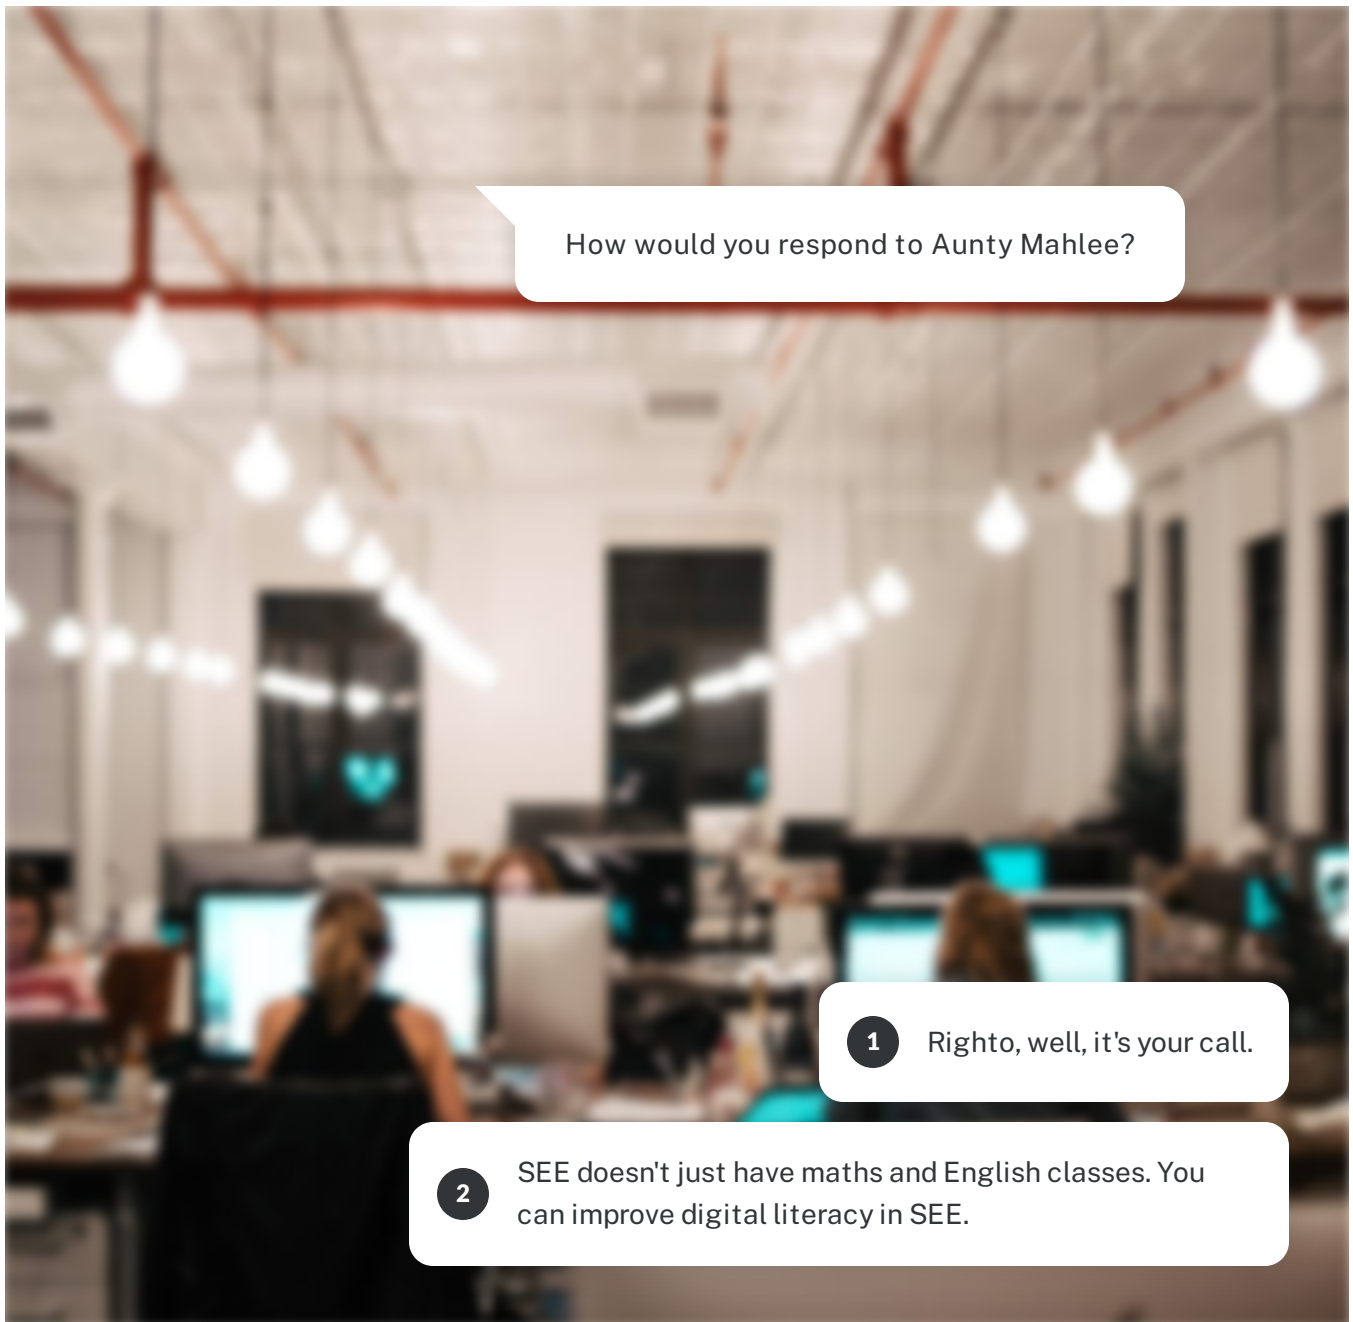 How would you respond to Aunty Mahlee?
1 Righto, well, it's your call.
2 SEE doesn't just have maths and English classes. You
can improve digital literacy in SEE.